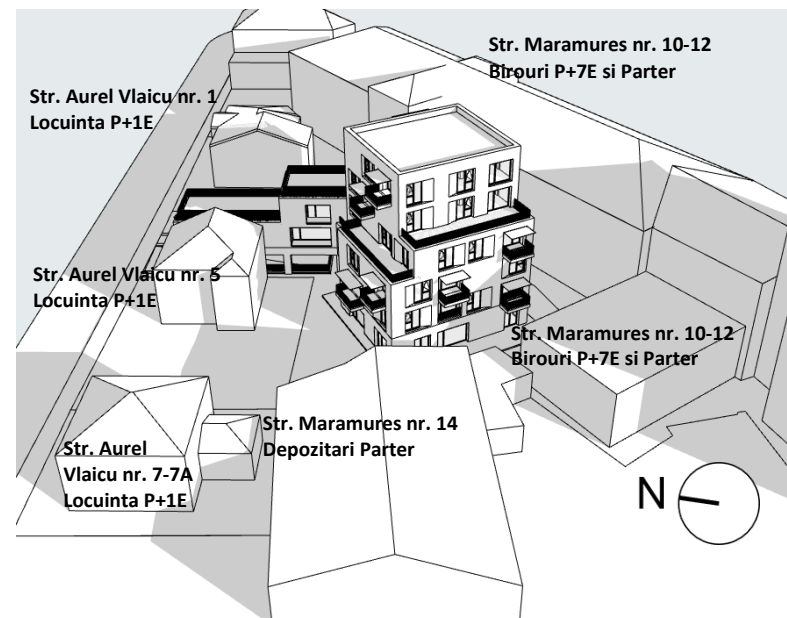 Str. Maramures nr. 10-12
Birouri P+7E si Parter
Str. Aurel Vlaicu nr. 1
Locuinta P+1E
Str. Aurel Vlaicu nr. 5
Locuinta P+1E
Str. Maramures nr. 10-12
Birouri P+7E si Parter
Str. Maramures nr. 14
Depozitari Parter
Str. Aurel
Vlaicu nr. 7-7A
Locuinta P+1E
N